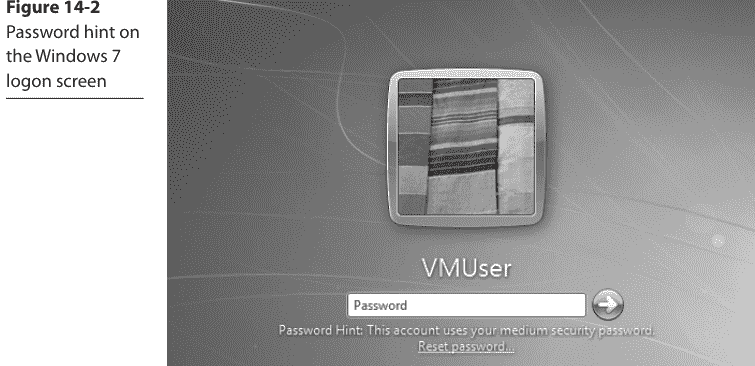 Figure 14-2
Password hint on
the Windows 7
logon screen
VMUser
Password
Password Hint: This account uses your medium security password.
Reset password...